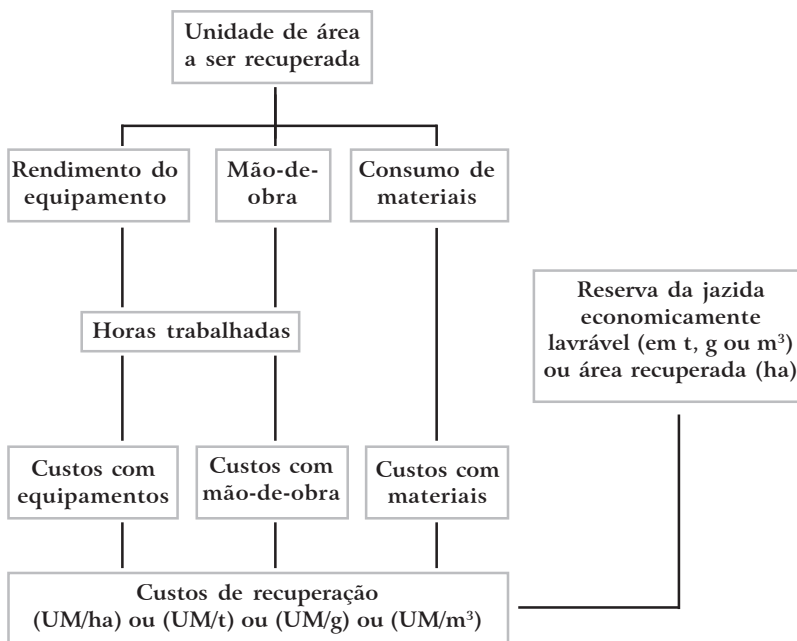 Unidade de área
a ser recuperada
Rendimento do
equipamento
Mão-de-
obra
Consumo de
materiais
Horas trabalhadas
Reserva da jazida
economicamente
lavrável (em t, g ou m³)
ou área recuperada (ha)
Custos com
equipamentos
Custos com
mão-de-obra
Custos com
materiais
Custos de recuperação
(UM/ha) ou (UM/t) ou (UM/g) ou (UM/m³)